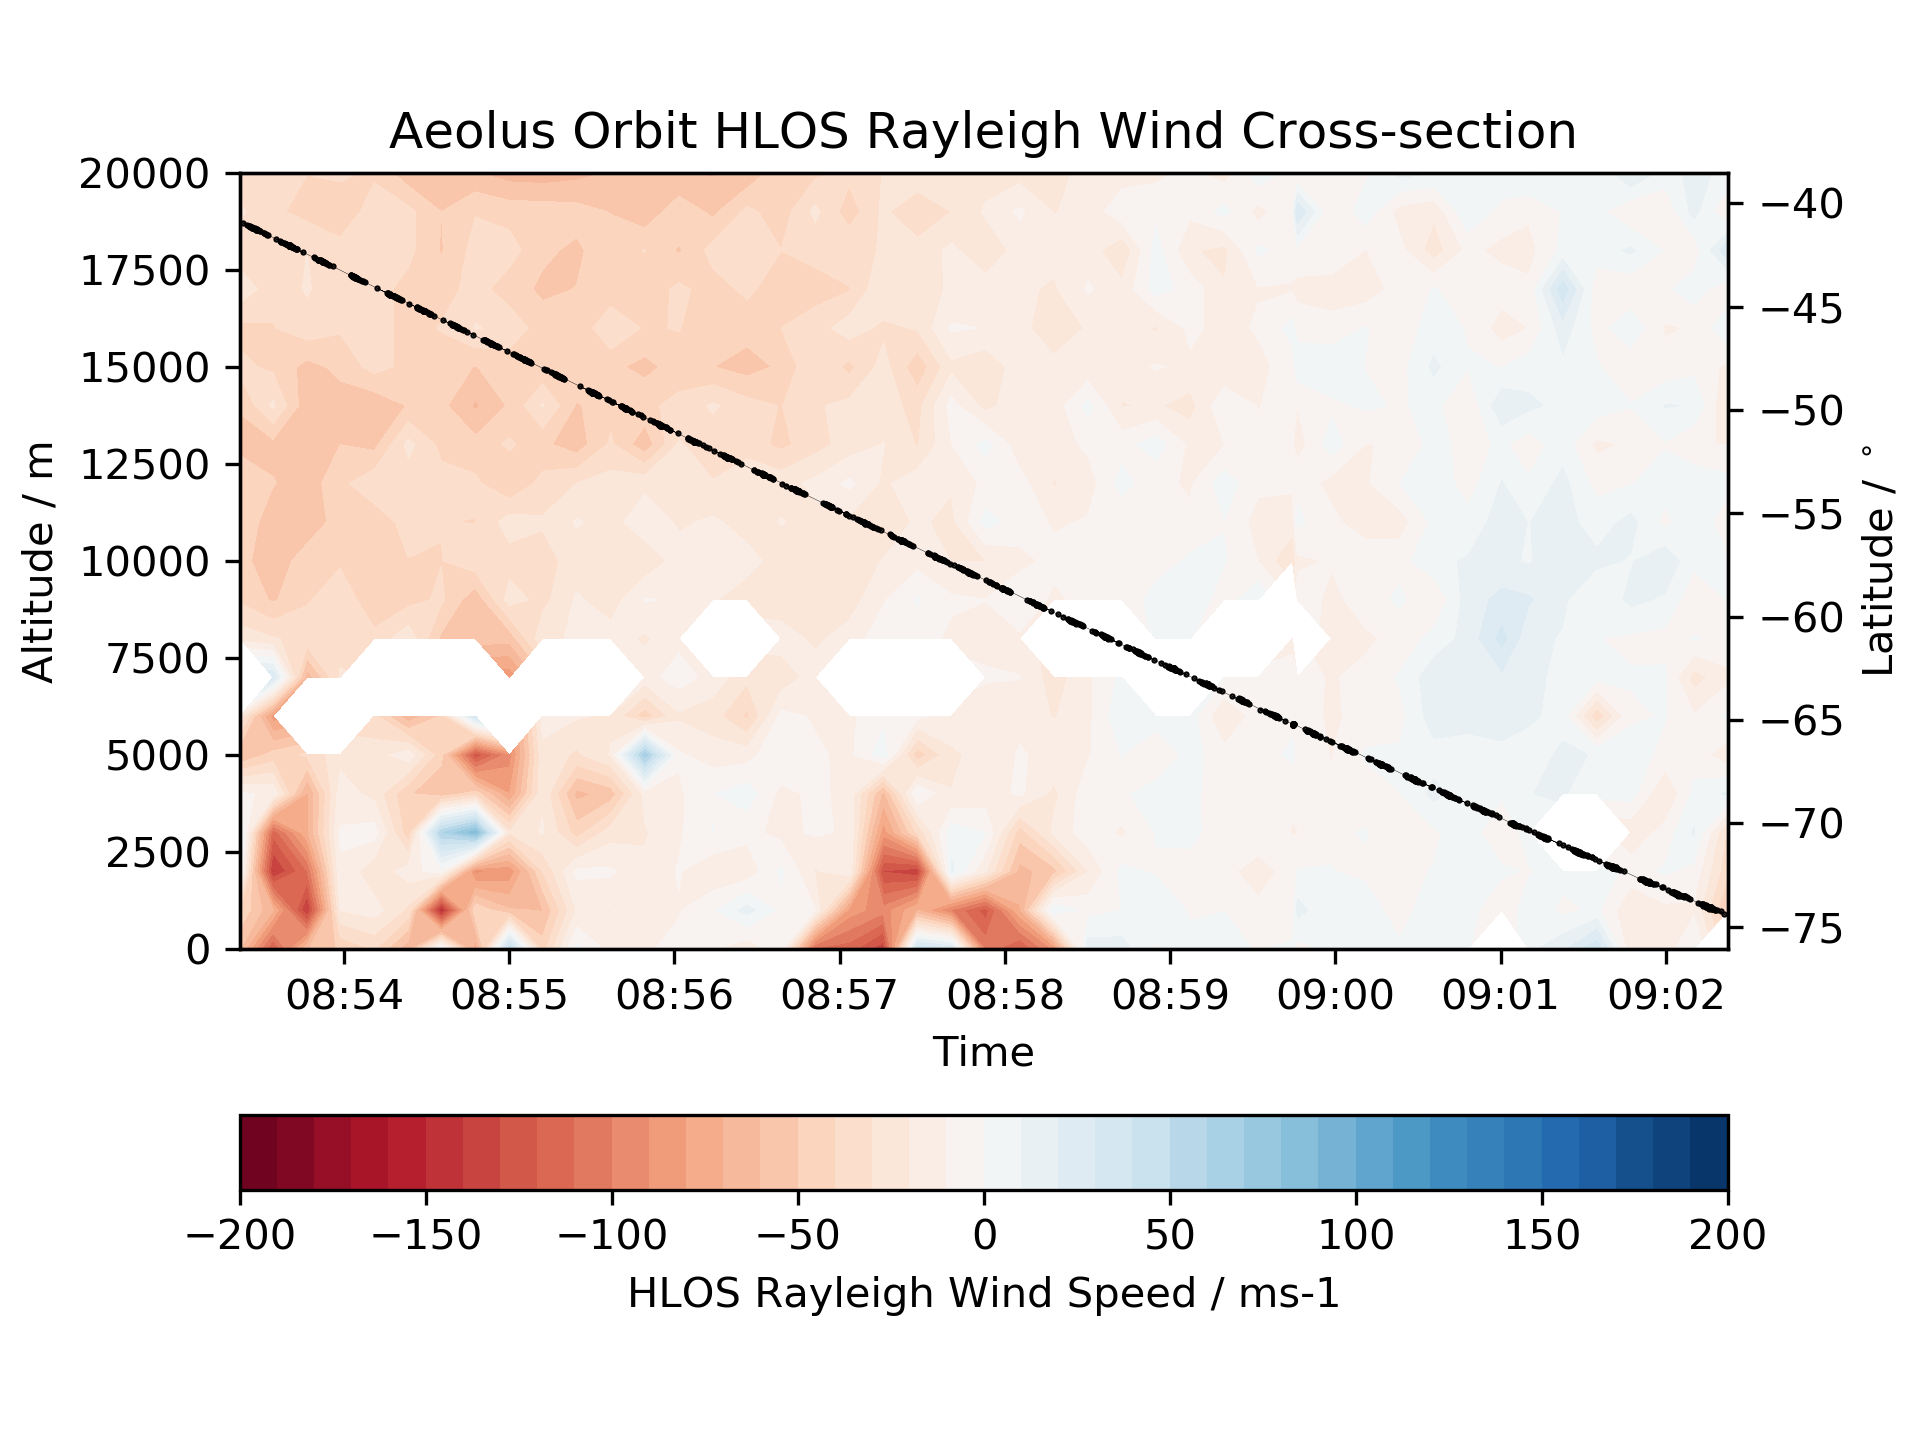 Aeolus Orbit HLOS Rayleigh Wind Cross-section
20000
17500
15000
12500
10000
7500
5000
2500
0
Altitude / m
−40
−45
−50
−55
−60
−65
−70
−75
Latitude / °
08:54 08:55 08:56 08:57 08:58 08:59 09:00 09:01 09:02
Time
−200 −150 −100 −50 0 50 100 150 200
HLOS Rayleigh Wind Speed / ms-1